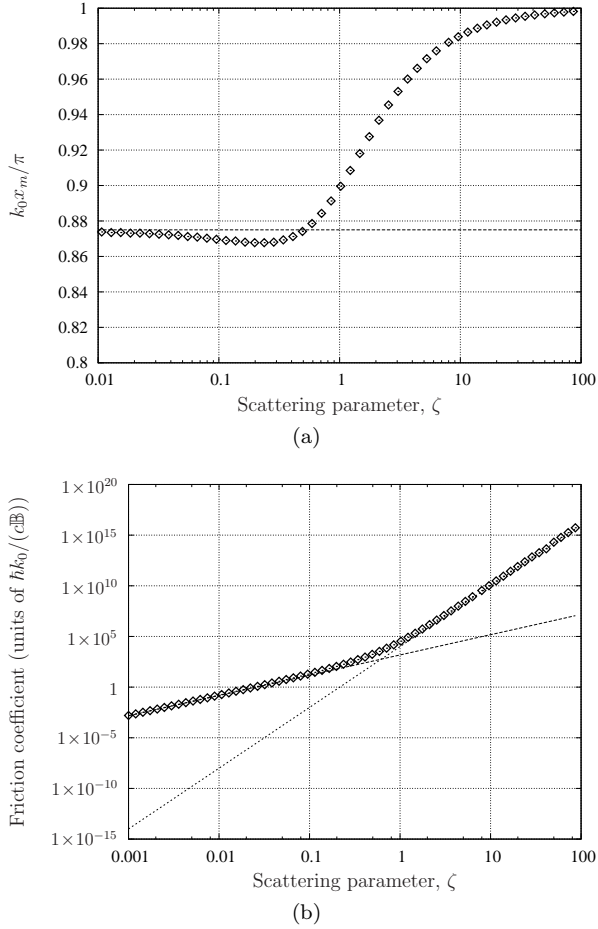 1
0.98
0.96
0.94
0.92
0.9
0.88
0.86
0.84
0.82
0.8
k₀xₘ/π
0.01 0.1 1 10 100
Scattering parameter, ζ
(a)
1×10²⁰
1×10¹⁵
1×10¹⁰
1×10⁵
1
1×10⁻⁵
1×10⁻¹⁰
1×10⁻¹⁵
Friction coefficient (units of ħk₀/(c𝔹))
0.001 0.01 0.1 1 10 100
Scattering parameter, ζ
(b)